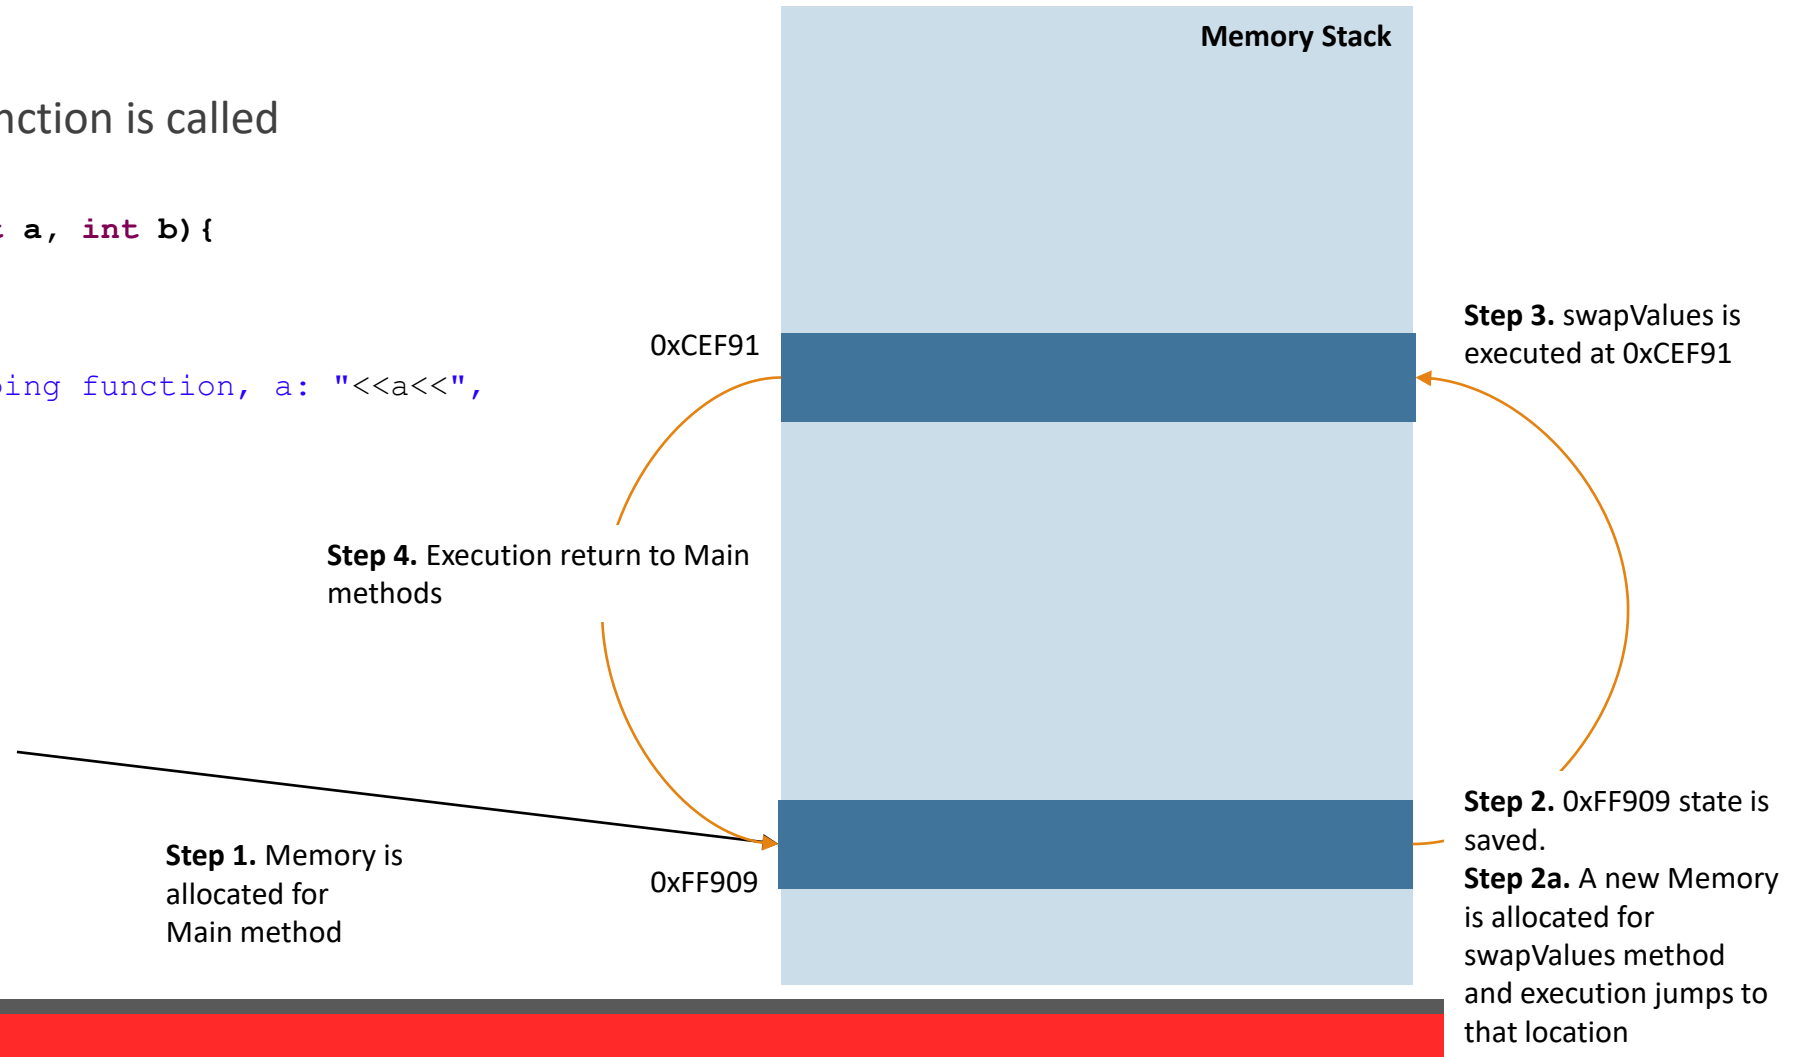 Memory Stack
function is called
a, int b){
0xCEF91
Step 3. swapValues is
executed at 0xCEF91
function, a: "<<a<<",
Step 4. Execution return to Main
methods
Step 1. Memory is
allocated for
Main method
0xFF909
Step 2. 0xFF909 state is
saved.
Step 2a. A new Memory
is allocated for
swapValues method
and execution jumps to
that location